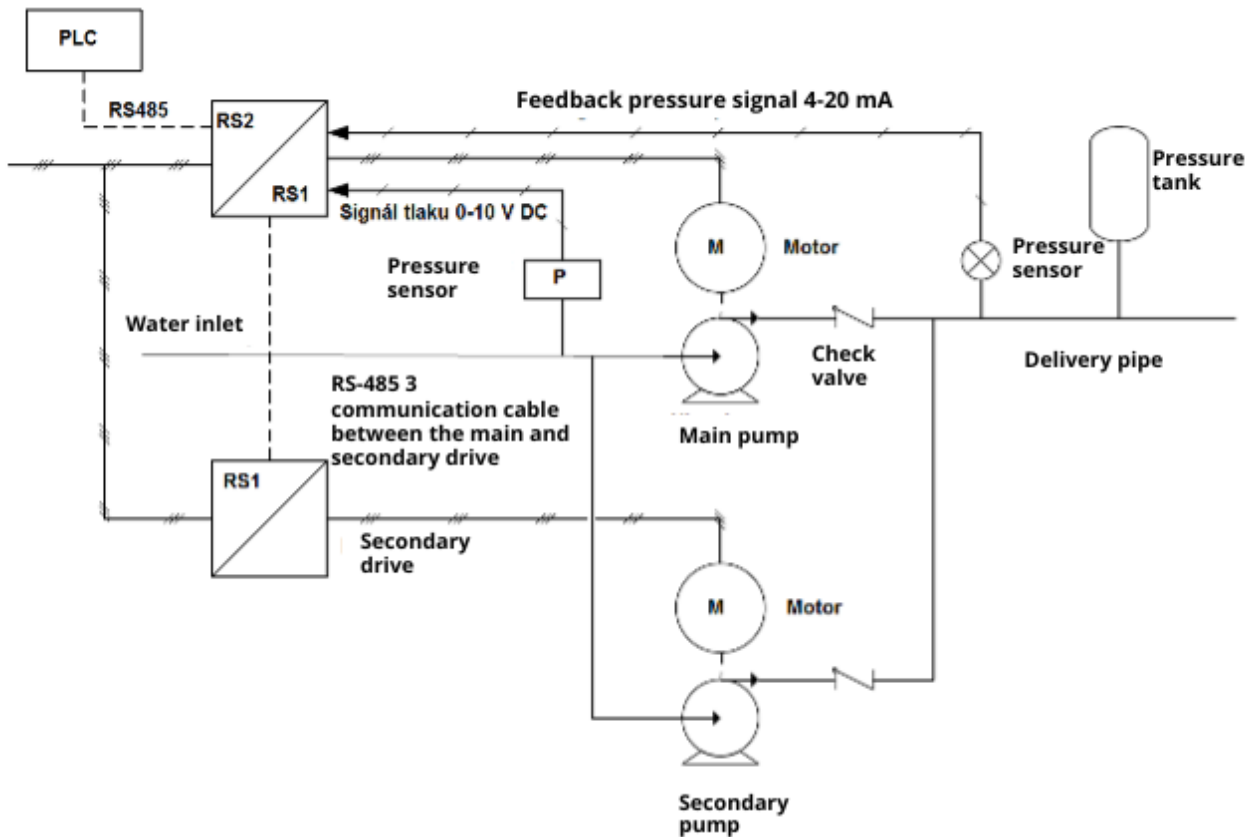 PLC
RS485
RS2
Feedback pressure signal 4-20 mA
RS1
Signál tlaku 0-10 V DC
Pressure
tank
M
Motor
Pressure
sensor
Pressure
sensor
P
Water inlet
Check
valve
Delivery pipe
RS-485 3
communication cable
between the main and
secondary drive
Main pump
RS1
Secondary
drive
M
Motor
Secondary
pump